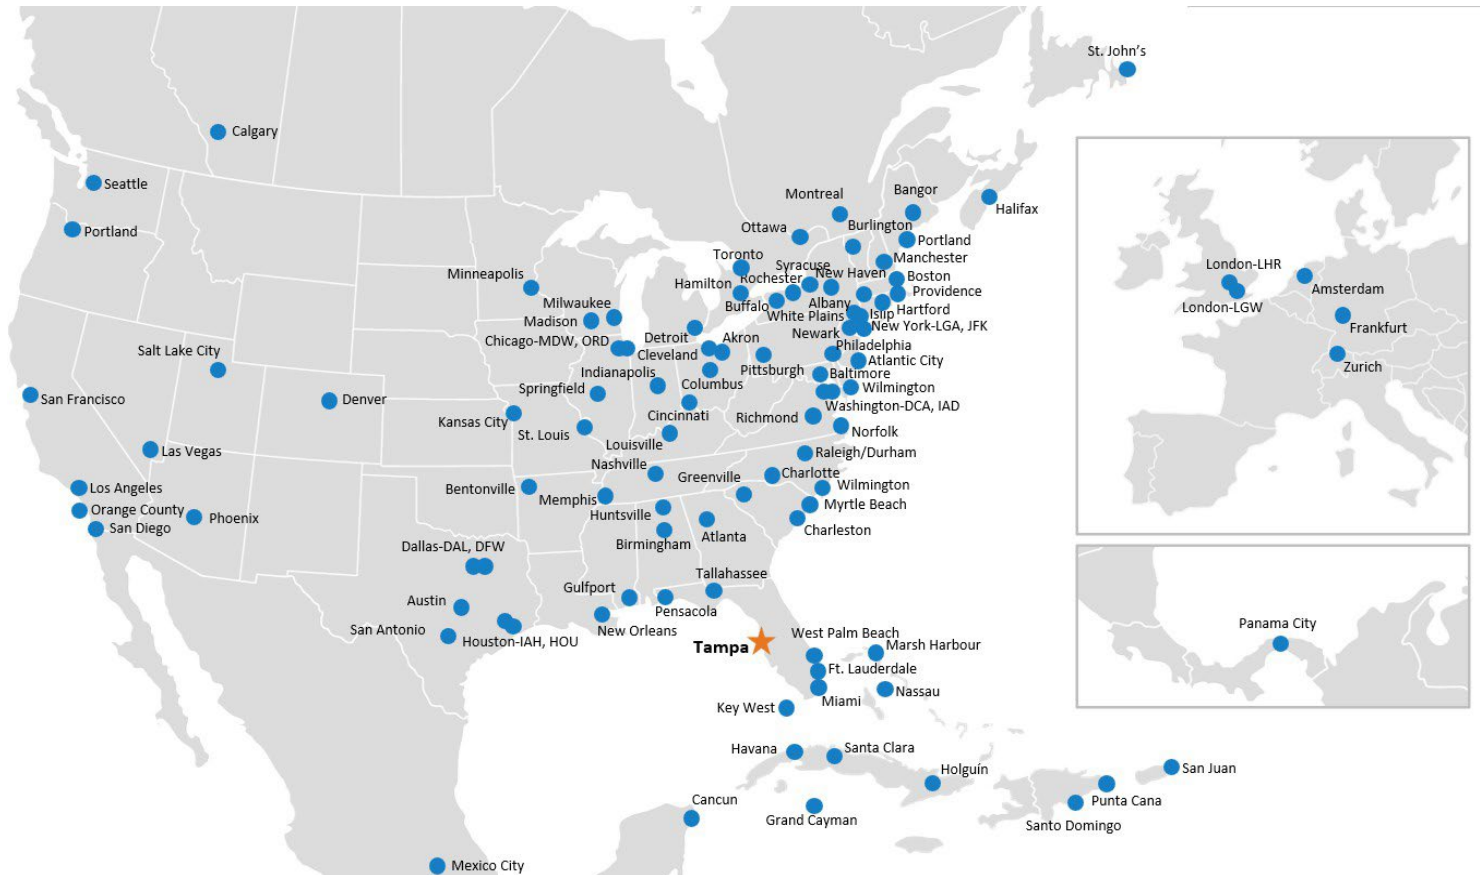 St. John’s
Calgary
Seattle
Portland
Montreal
Bangor
Halifax
Burlington
Ottawa
Portland
Manchester
Toronto
Syracuse
New Haven
Boston
Minneapolis
Hamilton
Rochester
Providence
Milwaukee
Buffalo
Albany
Hartford
Madison
White Plains
Islip
New York-LGA, JFK
Newark
Detroit
Akron
Chicago-MDW, ORD
Cleveland
Philadelphia
Salt Lake City
Atlantic City
Indianapolis
Pittsburgh
Baltimore
Springfield
Columbus
Wilmington
San Francisco
Denver
Washington-DCA, IAD
Kansas City
Cincinnati
Richmond
St. Louis
Norfolk
Louisville
Las Vegas
Raleigh/Durham
Nashville
Greenville
Charlotte
Los Angeles
Bentonville
Memphis
Wilmington
Orange County
Phoenix
Huntsville
Myrtle Beach
San Diego
Birmingham
Atlanta
Charleston
Dallas-DAL, DFW
Tallahassee
Gulfport
Austin
Pensacola
San Antonio
New Orleans
Houston-IAH, HOU
Tampa
West Palm Beach
Marsh Harbour
Ft. Lauderdale
Nassau
Miami
Key West
Havana
Santa Clara
Holguín
San Juan
Cancun
Punta Cana
Grand Cayman
Santo Domingo
Mexico City
London-LHR
Amsterdam
London-LGW
Frankfurt
Zurich
Panama City